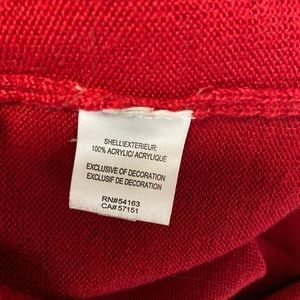 SHELL\EXTERIEUR:
100% ACRYLIC/ ACRYLIQUE
EXCLUSIVE OF DECORATION
EXCLUSIF DE DECORATION
RN#54163
CA# 57151